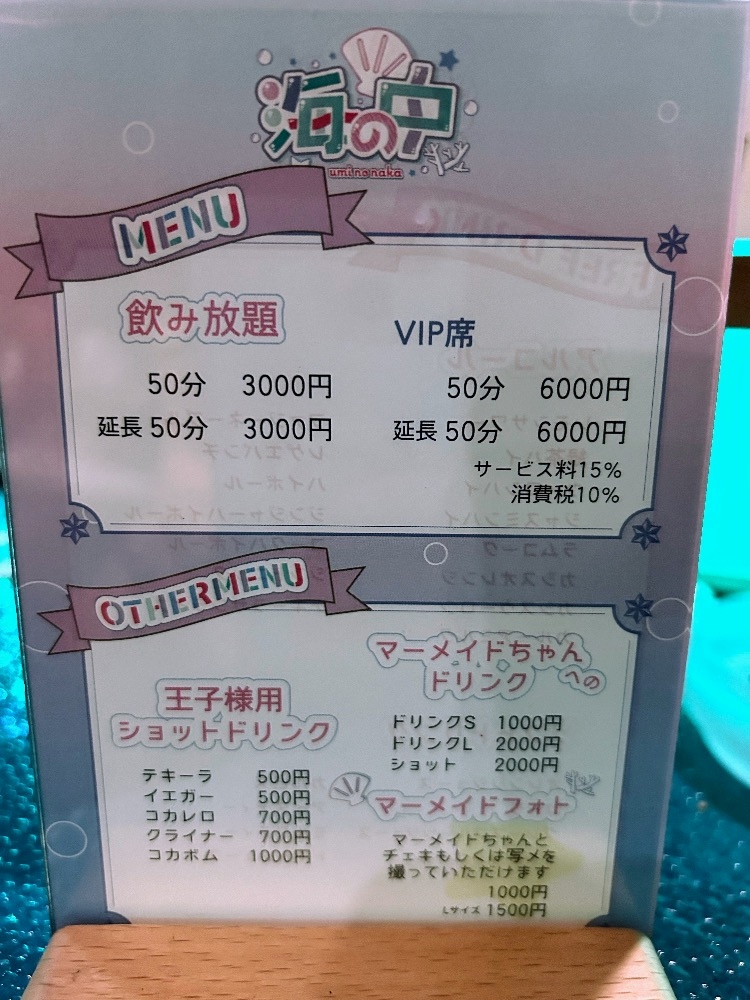 海の中
umi no naka
MENU
飲み放題
50分 3000円
延長 50分 3000円
VIP席
50分 6000円
延長 50分 6000円
サービス料15%
消費税10%
OTHERMENU
王子様用
ショットドリンク
テキーラ 500円
イエガー 500円
コカレロ 700円
クライナー 700円
コカボム 1000円
マーメイドちゃん
への
ドリンク
ドリンクS 1000円
ドリンクL 2000円
ショット 2000円
マーメイドフォト
マーメイドちゃんと
チェキもしくは写メを
撮っていただけます
1000円
Lサイズ 1500円